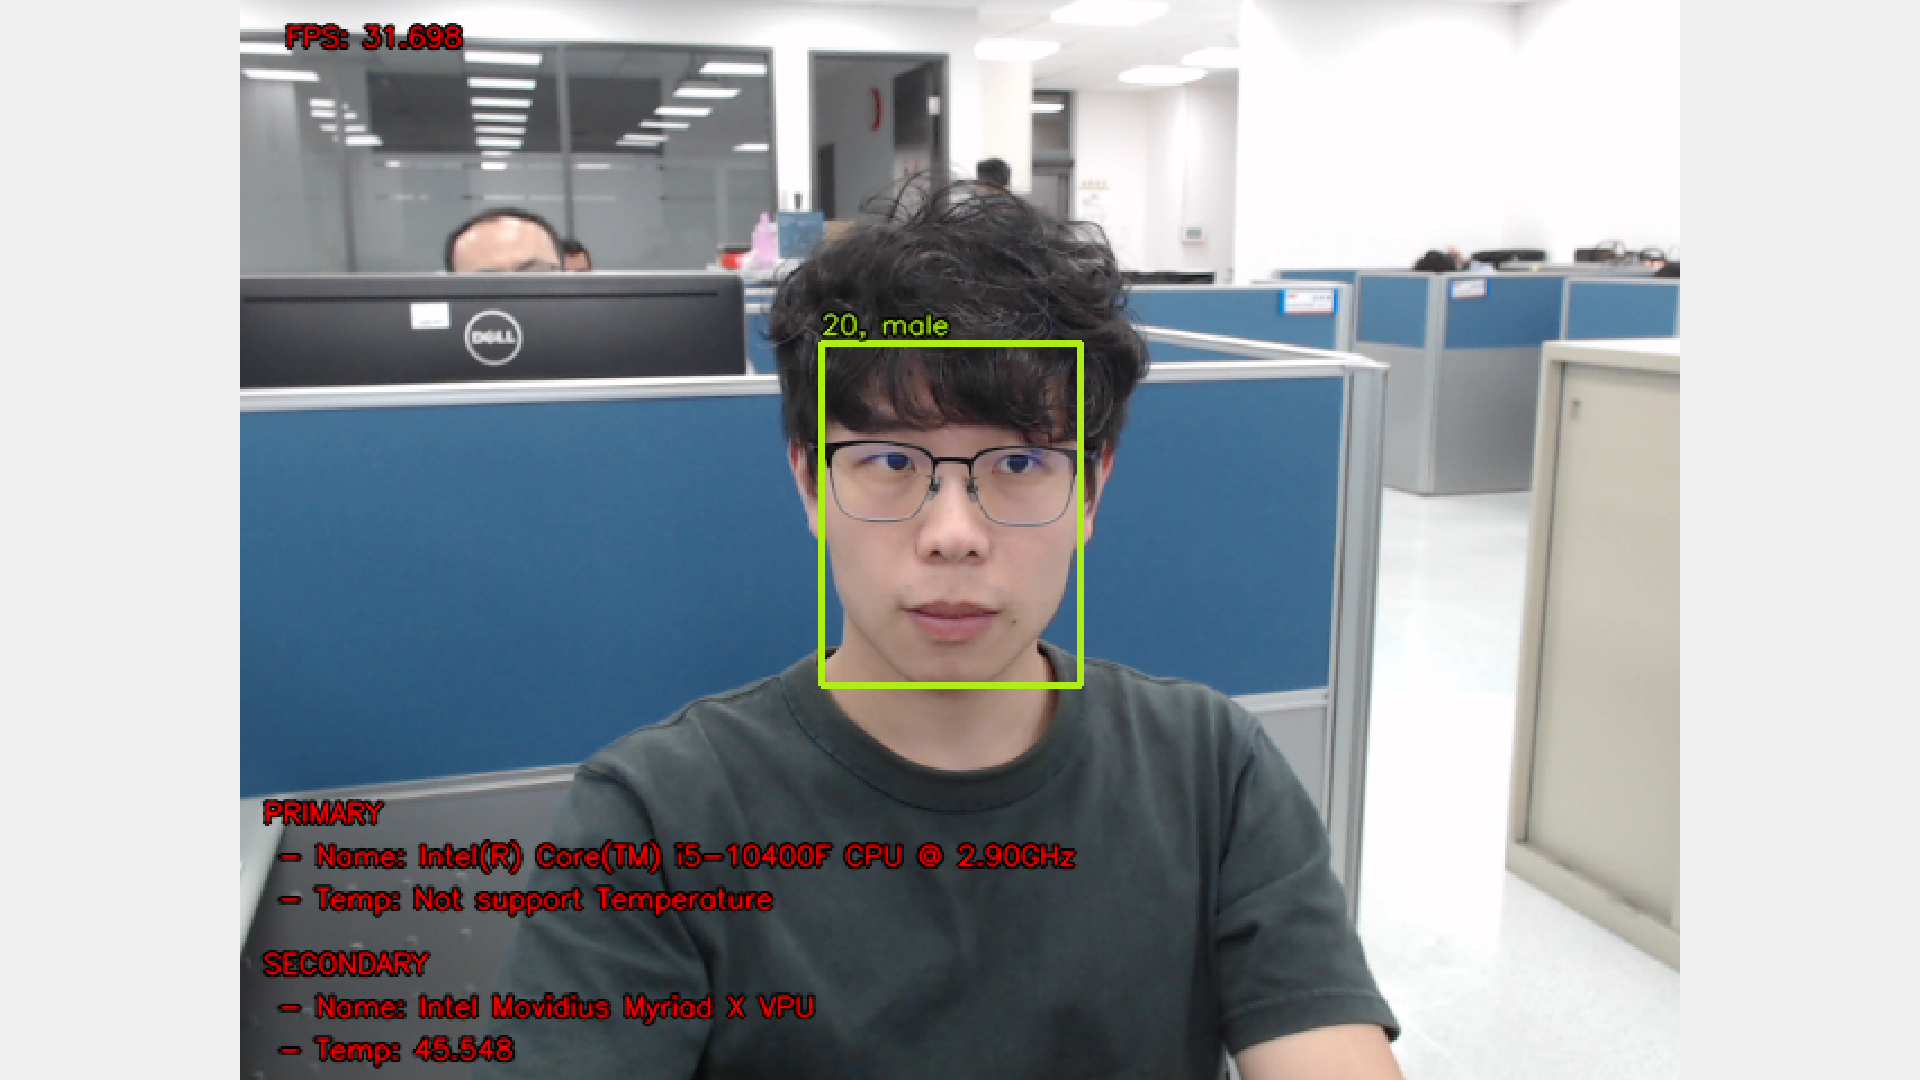 FPS: 31.698
DELL
20, male
PRIMARY
- Name: Intel(R) Core(TM) i5-10400F CPU @ 2.90GHz
- Temp: Not support Temperature
SECONDARY
- Name: Intel Movidius Myriad X VPU
- Temp: 45.548